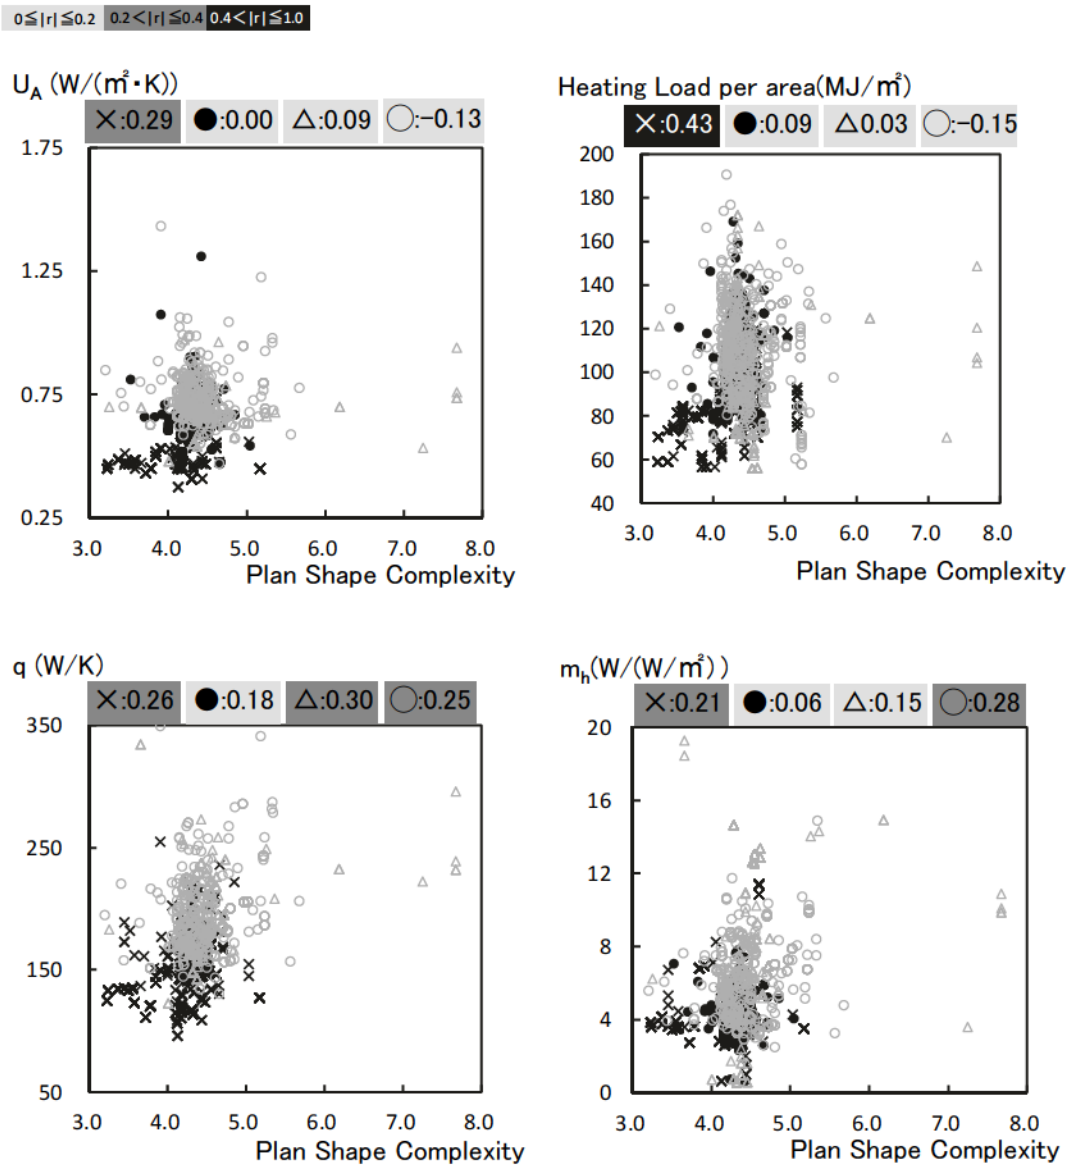 0≦|r|≦0.2 0.2<|r|≦0.4 0.4<|r|≦1.0
U_A (W/(㎡・K))
×:0.29 ●:0.00 △:0.09 ○:-0.13
1.75
1.25
0.75
0.25
3.0 4.0 5.0 6.0 7.0 8.0
Plan Shape Complexity
Heating Load per area(MJ/㎡)
×:0.43 ●:0.09 △0.03 ○:-0.15
200
180
160
140
120
100
80
60
40
3.0 4.0 5.0 6.0 7.0 8.0
Plan Shape Complexity
q (W/K)
×:0.26 ●:0.18 △:0.30 ○:0.25
350
250
150
50
3.0 4.0 5.0 6.0 7.0 8.0
Plan Shape Complexity
m_h(W/(W/㎡))
×:0.21 ●:0.06 △:0.15 ○:0.28
20
16
12
8
4
0
3.0 4.0 5.0 6.0 7.0 8.0
Plan Shape Complexity